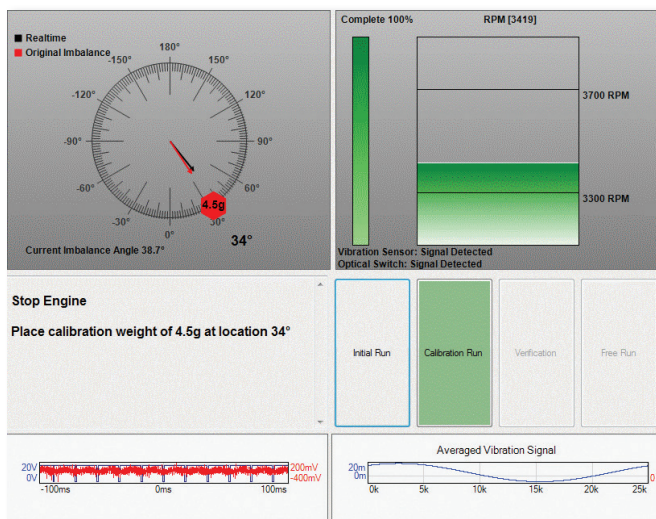 Realtime
Original Imbalance
180°
-150°
150°
-120°
120°
-90°
90°
-60°
60°
-30°
30°
0°
4.5g
34°
Current Imbalance Angle 38.7°
Complete 100%
RPM [3419]
3700 RPM
3300 RPM
Vibration Sensor: Signal Detected
Optical Switch: Signal Detected
Stop Engine
Place calibration weight of 4.5g at location 34°
Initial Run
Calibration Run
Verification
Free Run
20V
0V
200mV
-400mV
-100ms
0ms
100ms
Averaged Vibration Signal
20m
0m
0k
5k
10k
15k
20k
25k
0